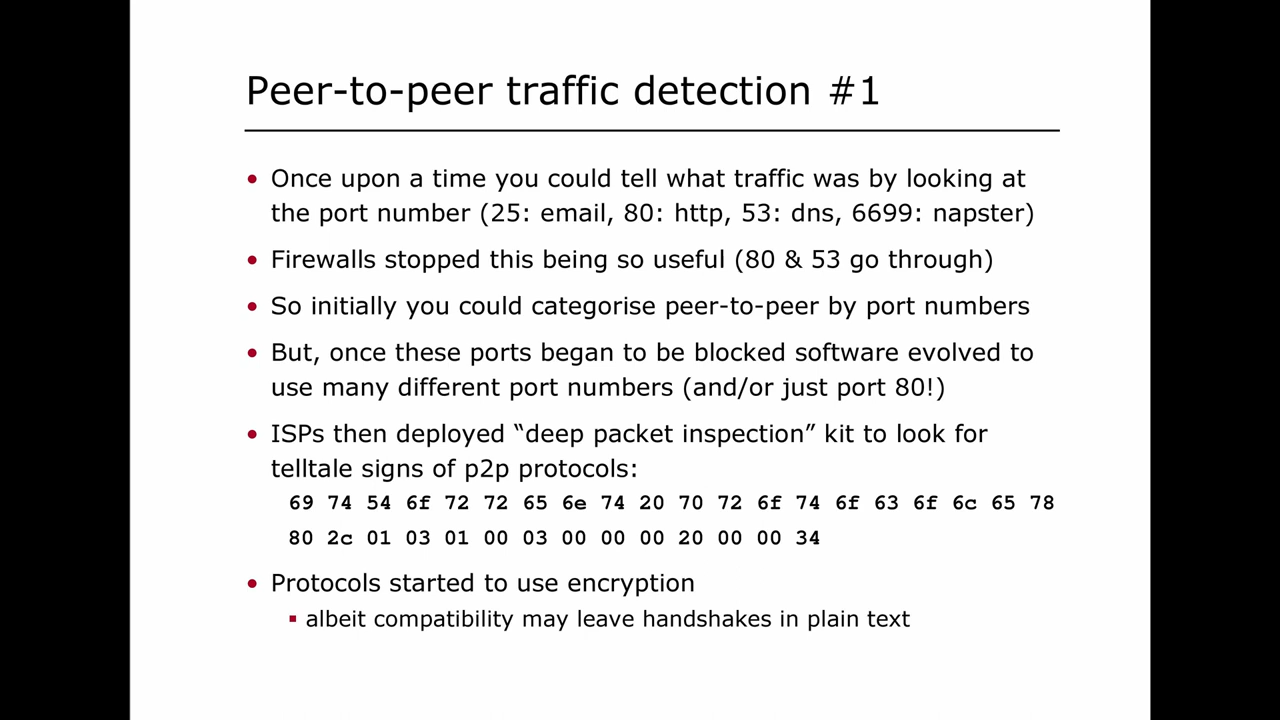 Peer-to-peer traffic detection #1
• Once upon a time you could tell what traffic was by looking at
the port number (25: email, 80: http, 53: dns, 6699: napster)
• Firewalls stopped this being so useful (80 & 53 go through)
• So initially you could categorise peer-to-peer by port numbers
• But, once these ports began to be blocked software evolved to
use many different port numbers (and/or just port 80!)
• ISPs then deployed “deep packet inspection” kit to look for
telltale signs of p2p protocols:
69 74 54 6f 72 72 65 6e 74 20 70 72 6f 74 6f 63 6f 6c 65 78
80 2c 01 03 01 00 03 00 00 00 20 00 00 34
• Protocols started to use encryption
▪ albeit compatibility may leave handshakes in plain text